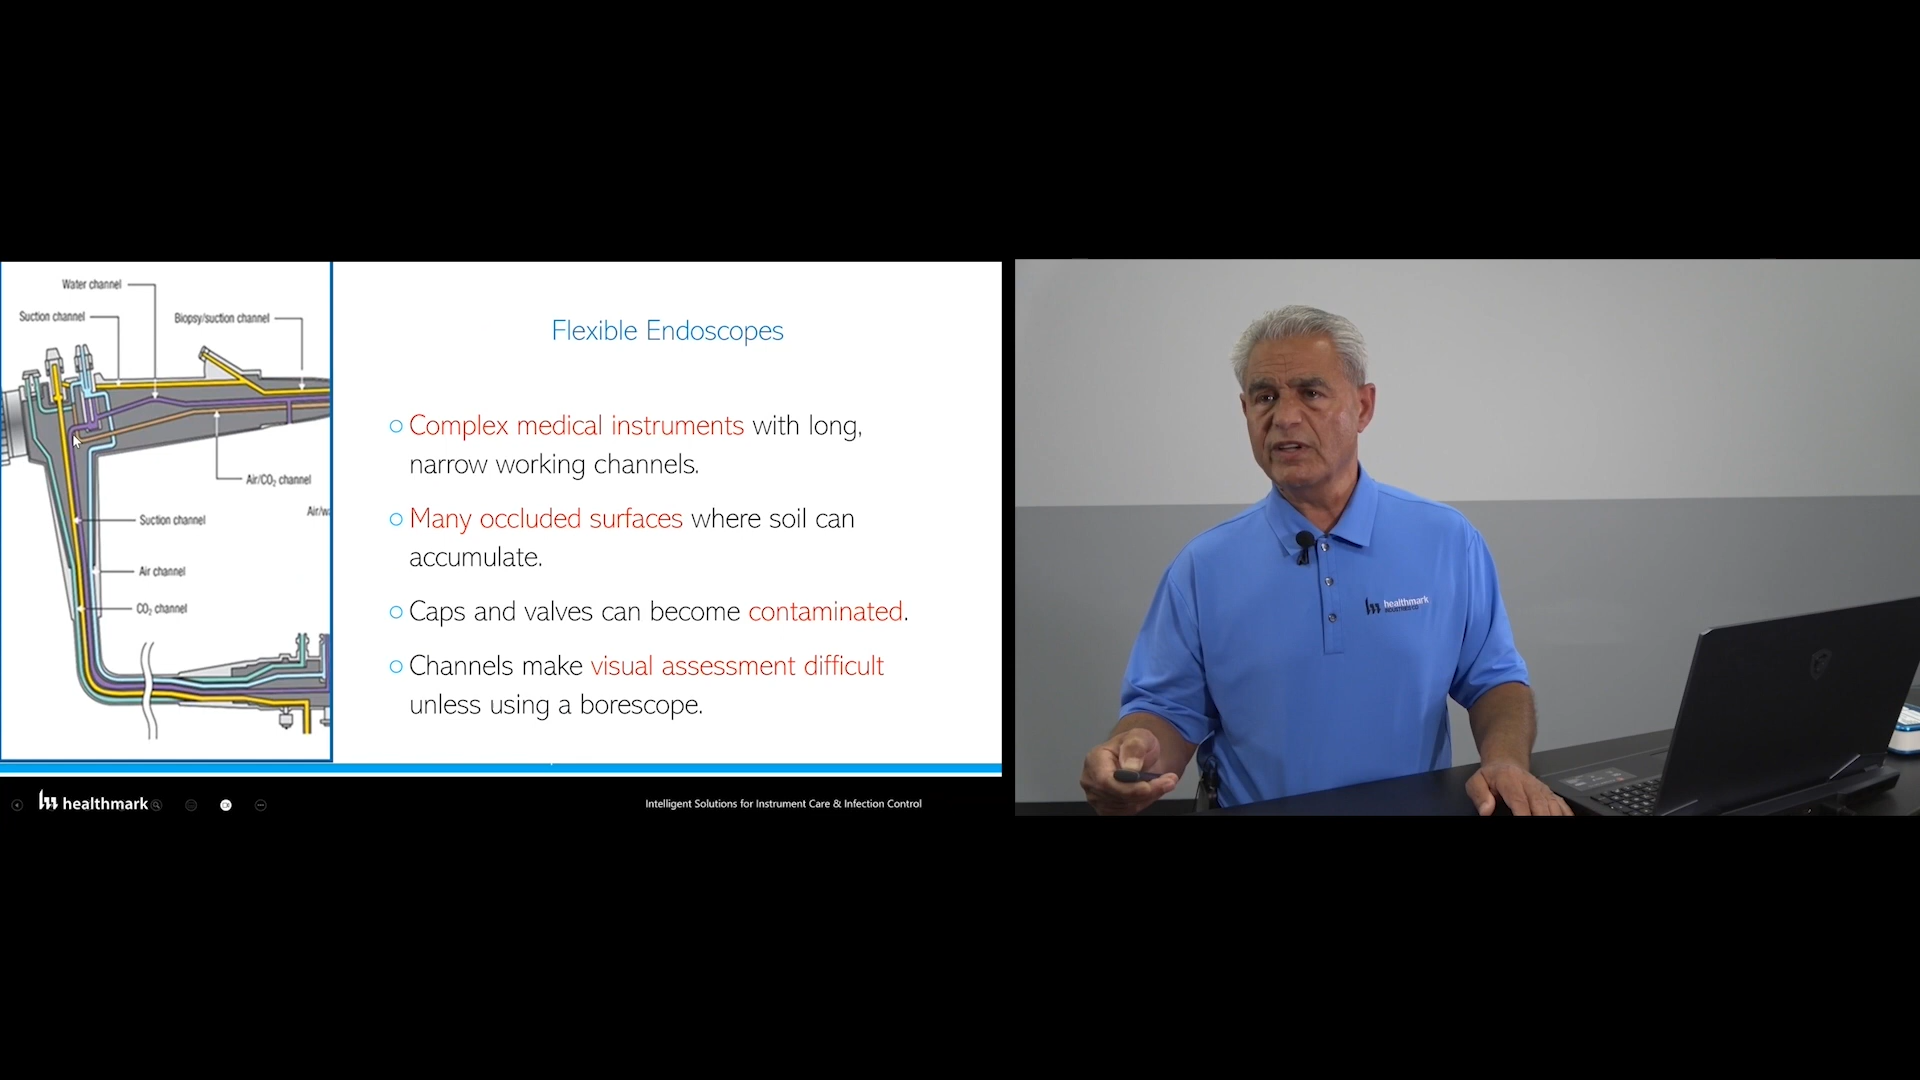 Water channel
Suction channel
Biopsy/suction channel
Air/CO₂ channel
Suction channel
Air channel
CO₂ channel
Flexible Endoscopes
Complex medical instruments with long,
narrow working channels.
Many occluded surfaces where soil can
accumulate.
Caps and valves can become contaminated.
Channels make visual assessment difficult
unless using a borescope.
healthmark
Intelligent Solutions for Instrument Care & Infection Control
healthmark
INDUSTRIES CO